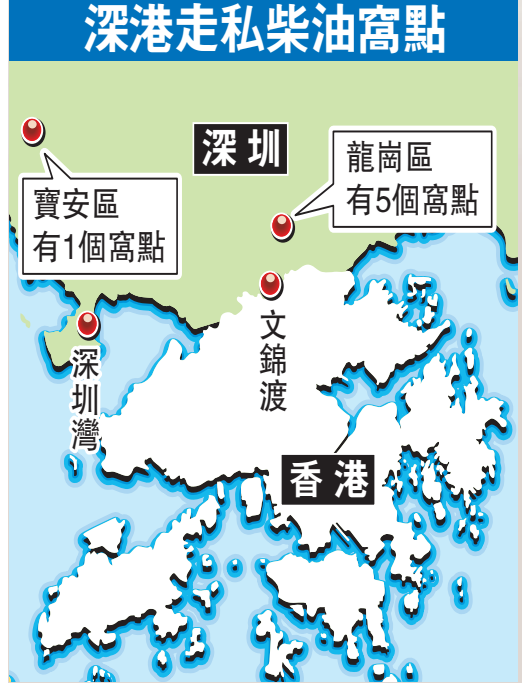 深港走私柴油窩點
深圳
龍崗區
有5個窩點
寶安區
有1個窩點
文錦渡
深圳灣
香港